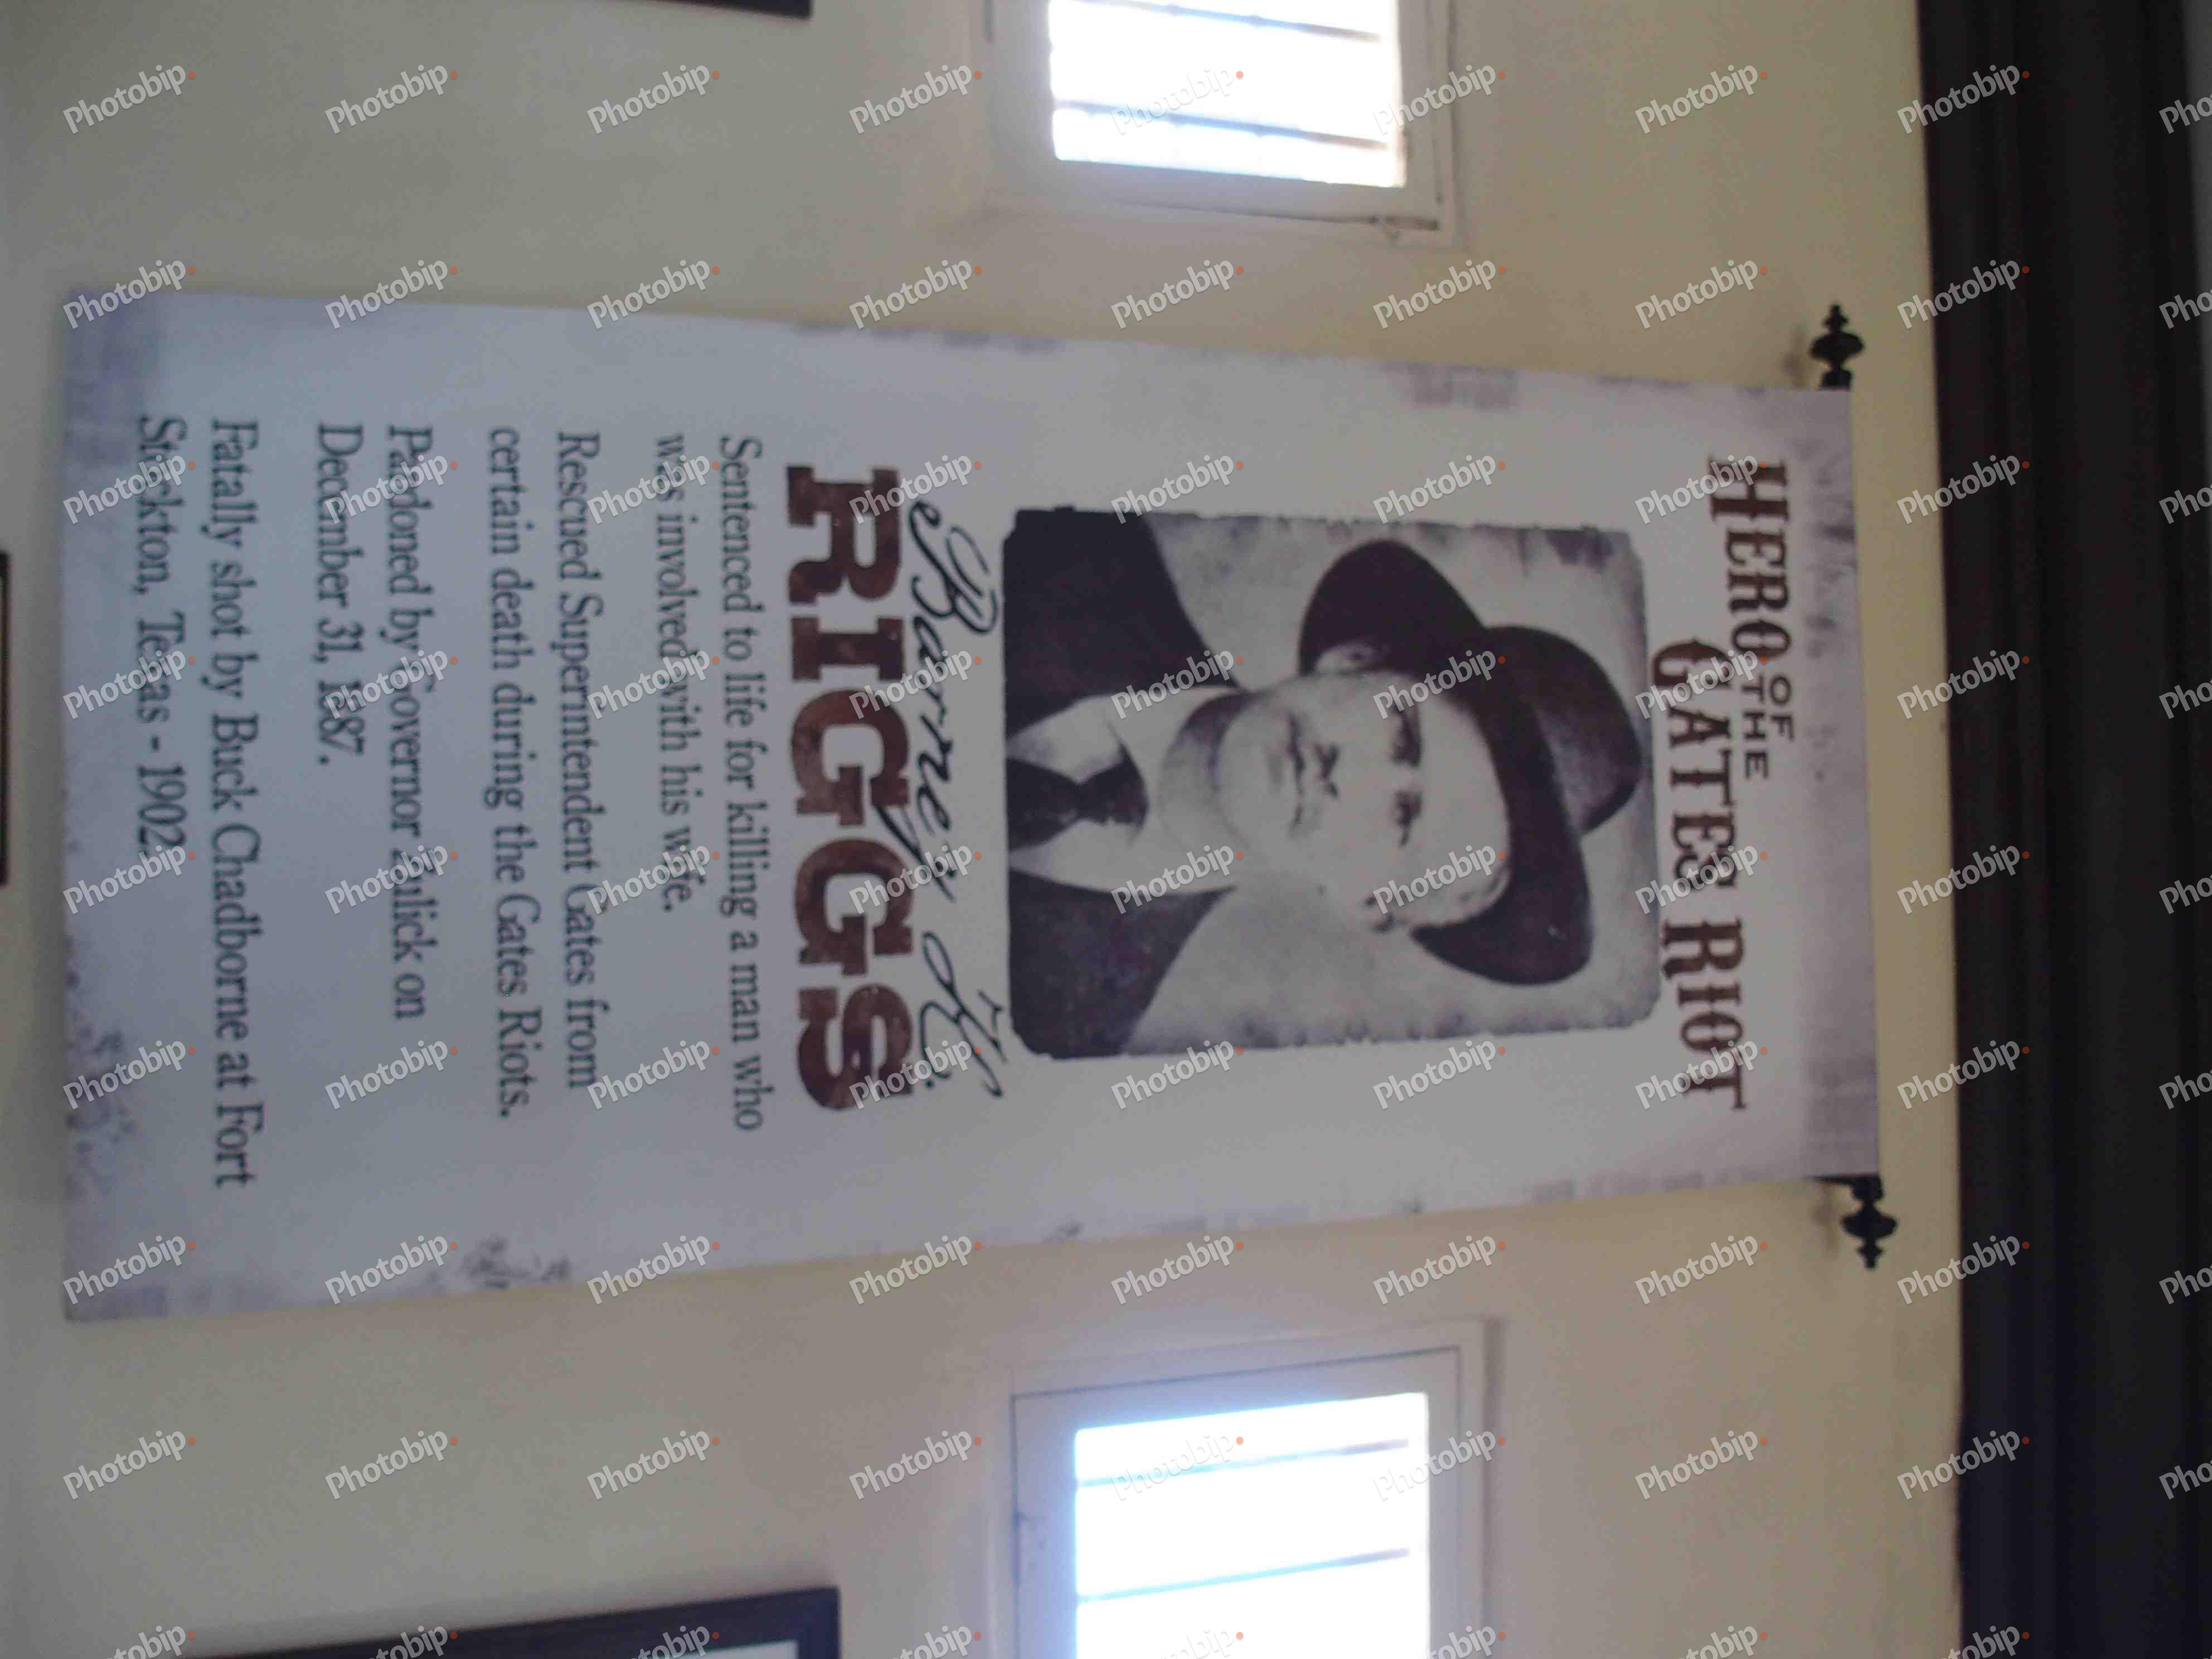 HERO OF THE
GATES RIOT
Barney K.
RIGGS
Sentenced to life for killing a man who
was involved with his wife.
Rescued Superintendent Gates from
certain death during the Gates Riots.
Pardoned by Governor Zulick on
December 31, 1887.
Fatally shot by Buck Chadborne at Fort
Stockton, Texas - 1902.
Photobip